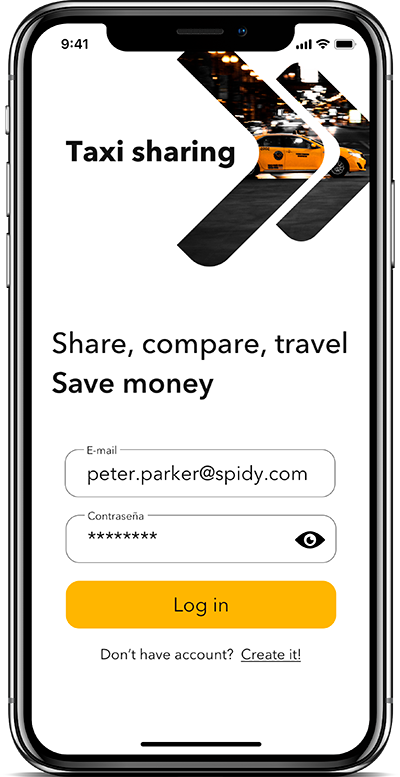 9:41
Taxi sharing
Share, compare, travel
Save money
E-mail
peter.parker@spidy.com
Contraseña
********
Log in
Don't have account? Create it!